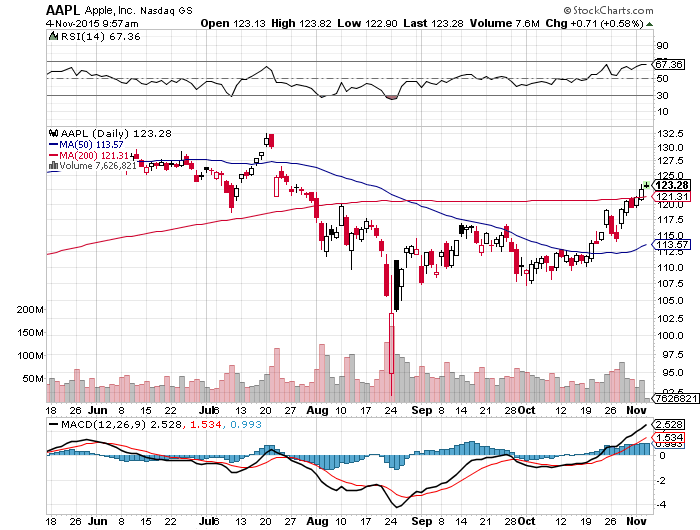 AAPL Apple, Inc. Nasdaq GS © StockCharts.com
4-Nov-2015 9:57am Open 123.13 High 123.82 Low 122.90 Last 123.28 Volume 7.6M Chg +0.71 (+0.58%)
RSI(14) 67.36
90
67.36
50
30
10
AAPL (Daily) 123.28
MA(50) 113.57
MA(200) 121.31
Volume 7,626,821
132.5
130.0
127.5
125.0
123.28
121.31
120.0
117.5
115.0
113.57
112.5
110.0
107.5
105.0
102.5
100.0
97.5
95.0
92.5
7626821
200M
150M
100M
50M
18 26 Jun 8 15 22 Jul 6 13 20 27 Aug 10 17 24 Sep 8 14 21 28 Oct 12 19 26 Nov
MACD(12,26,9) 2.528, 1.534, 0.993
2.528
1.534
0.993
0
-2
-4
18 26 Jun 8 15 22 Jul 6 13 20 27 Aug 10 17 24 Sep 8 14 21 28 Oct 12 19 26 Nov